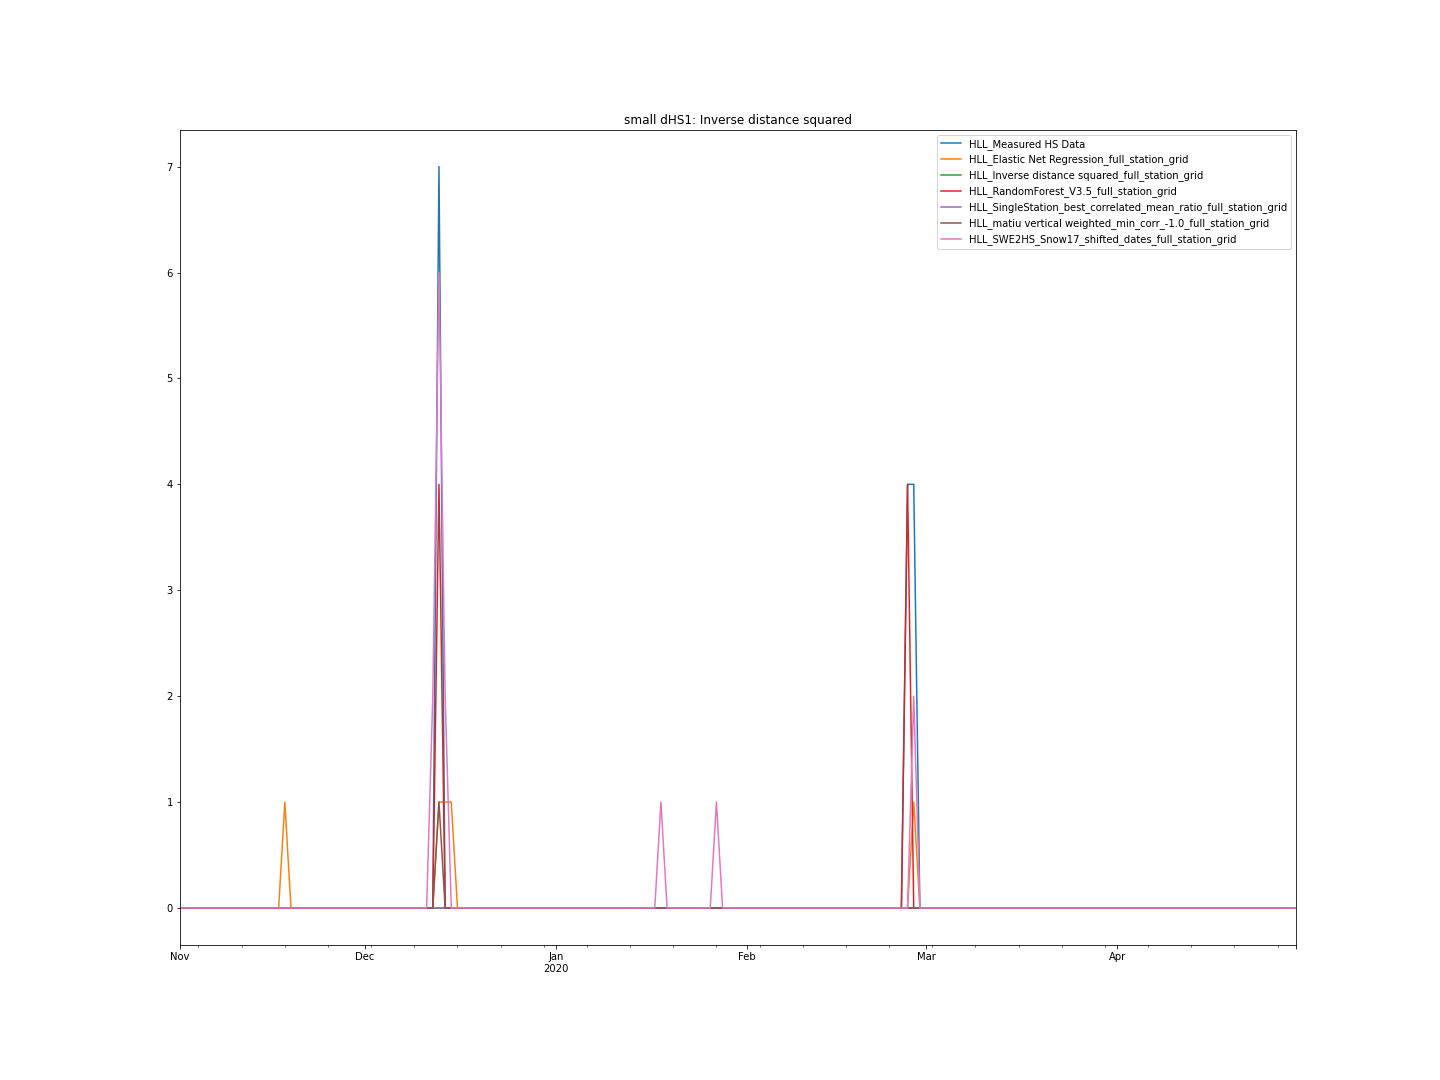 small dHS1: Inverse distance squared
HLL_Measured HS Data
HLL_Elastic Net Regression_full_station_grid
HLL_Inverse distance squared_full_station_grid
HLL_RandomForest_V3.5_full_station_grid
HLL_SingleStation_best_correlated_mean_ratio_full_station_grid
HLL_matiu vertical weighted_min_corr_-1.0_full_station_grid
HLL_SWE2HS_Snow17_shifted_dates_full_station_grid
7
6
5
4
3
2
1
0
Nov Dec Jan Feb Mar Apr
2020